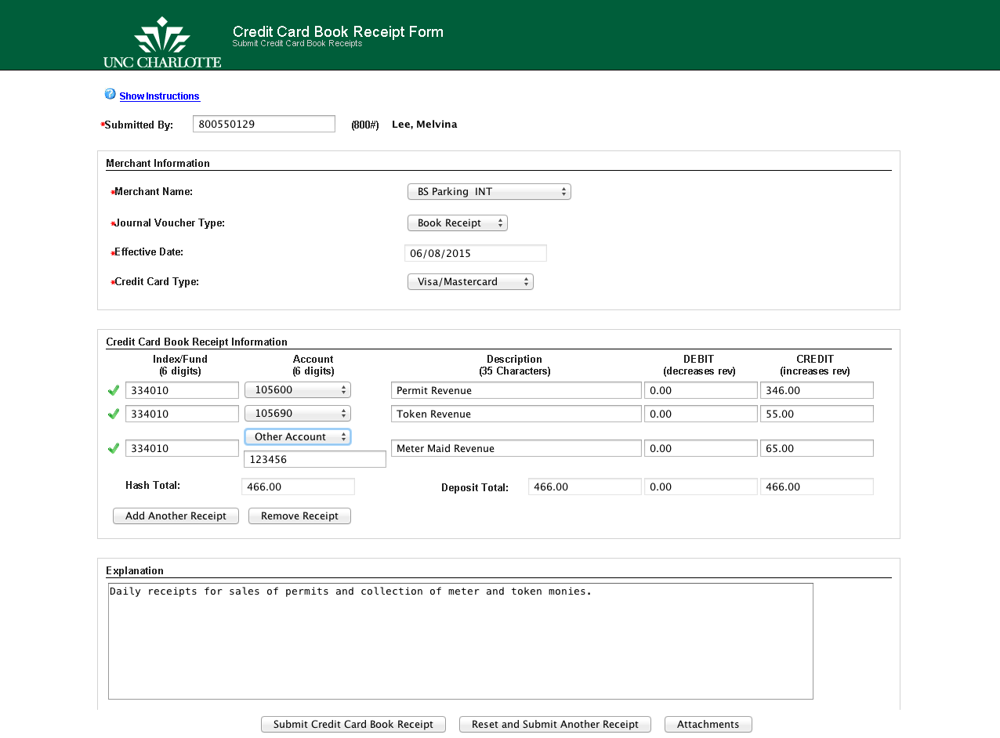 Credit Card Book Receipt Form
Submit Credit Card Book Receipts
UNC CHARLOTTE
? Show Instructions
*Submitted By: 800550129 (800#) Lee, Melvina
Merchant Information
*Merchant Name: BS Parking INT
*Journal Voucher Type: Book Receipt
*Effective Date: 06/08/2015
*Credit Card Type: Visa/Mastercard
Credit Card Book Receipt Information
Index/Fund Account Description DEBIT CREDIT
(6 digits) (6 digits) (35 Characters) (decreases rev) (increases rev)
334010 105600 Permit Revenue 0.00 346.00
334010 105690 Token Revenue 0.00 55.00
Other Account
334010 123456 Meter Maid Revenue 0.00 65.00
Hash Total: 466.00 Deposit Total: 466.00 0.00 466.00
Add Another Receipt Remove Receipt
Explanation
Daily receipts for sales of permits and collection of meter and token monies.
Submit Credit Card Book Receipt Reset and Submit Another Receipt Attachments